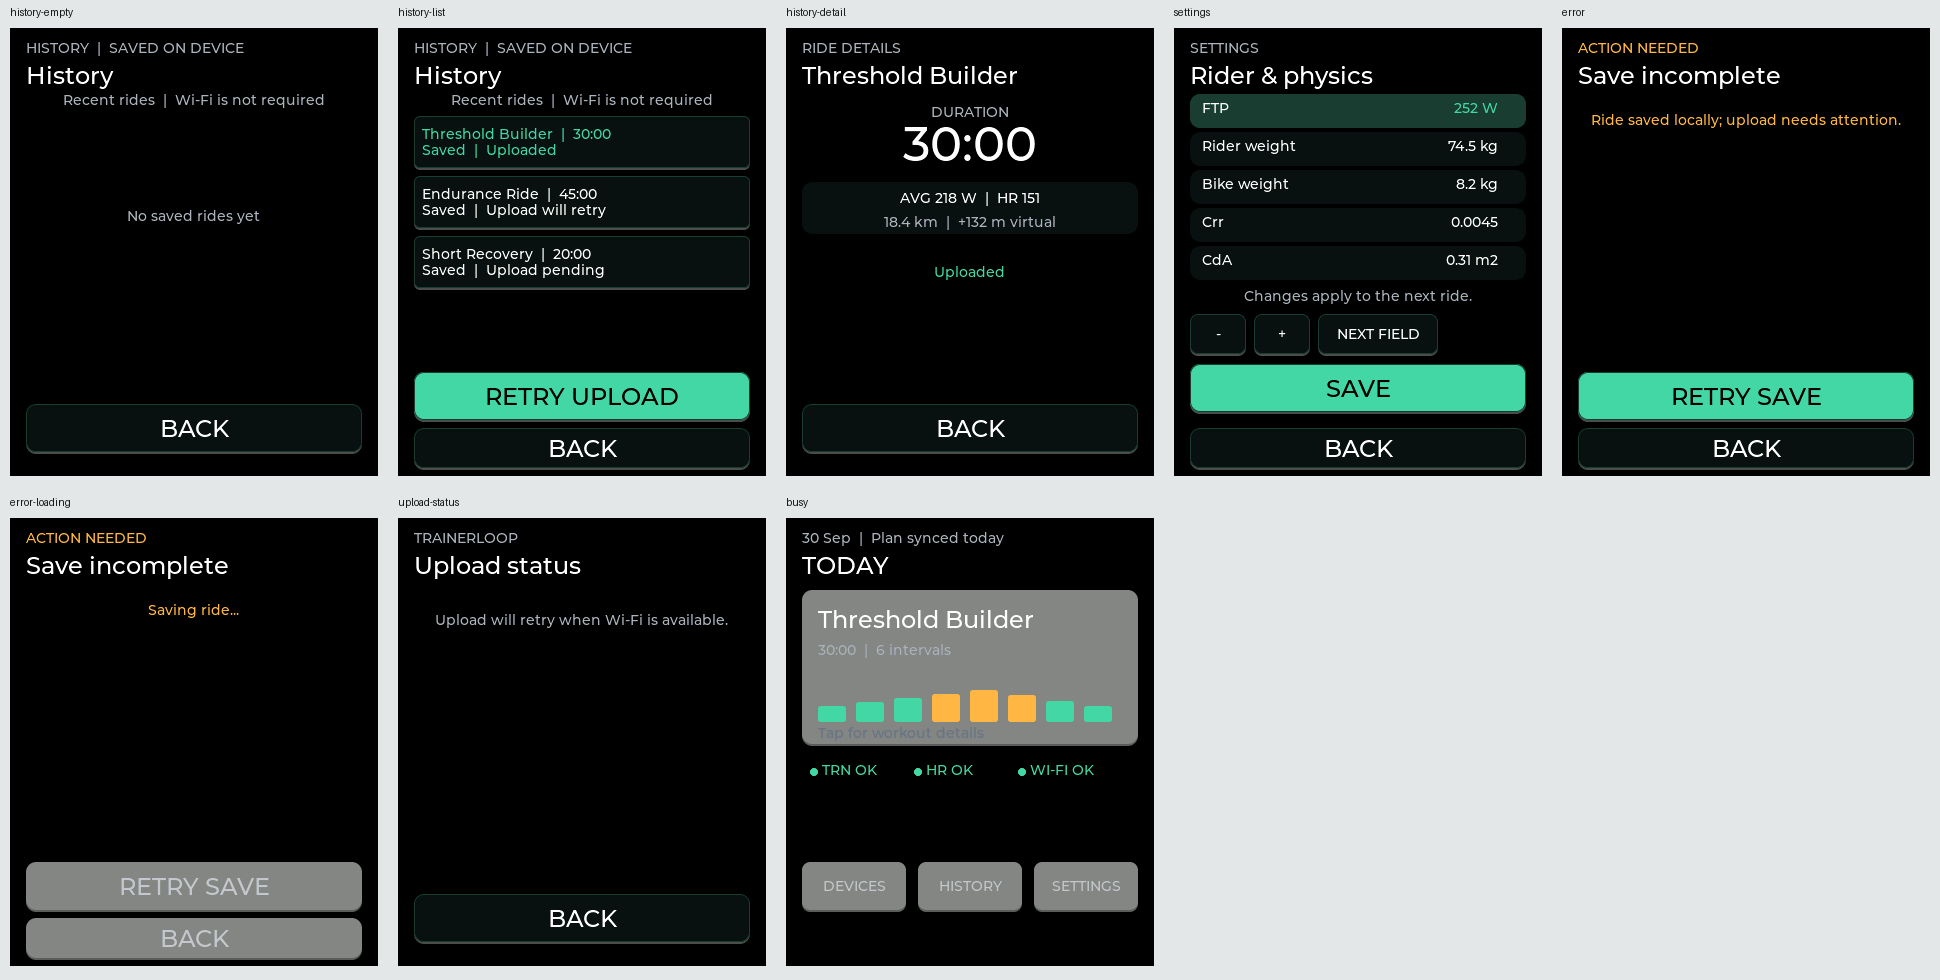 history-empty
HISTORY | SAVED ON DEVICE
History
Recent rides | Wi-Fi is not required
No saved rides yet
BACK
history-list
HISTORY | SAVED ON DEVICE
History
Recent rides | Wi-Fi is not required
Threshold Builder | 30:00
Saved | Uploaded
Endurance Ride | 45:00
Saved | Upload will retry
Short Recovery | 20:00
Saved | Upload pending
RETRY UPLOAD
BACK
history-detail
RIDE DETAILS
Threshold Builder
DURATION
30:00
AVG 218 W | HR 151
18.4 km | +132 m virtual
Uploaded
BACK
settings
SETTINGS
Rider & physics
FTP 252 W
Rider weight 74.5 kg
Bike weight 8.2 kg
Crr 0.0045
CdA 0.31 m2
Changes apply to the next ride.
- + NEXT FIELD
SAVE
BACK
error
ACTION NEEDED
Save incomplete
Ride saved locally; upload needs attention.
RETRY SAVE
BACK
error-loading
ACTION NEEDED
Save incomplete
Saving ride...
RETRY SAVE
BACK
upload-status
TRAINERLOOP
Upload status
Upload will retry when Wi-Fi is available.
BACK
busy
30 Sep | Plan synced today
TODAY
Threshold Builder
30:00 | 6 intervals
Tap for workout details
TRN OK HR OK WI-FI OK
DEVICES HISTORY SETTINGS